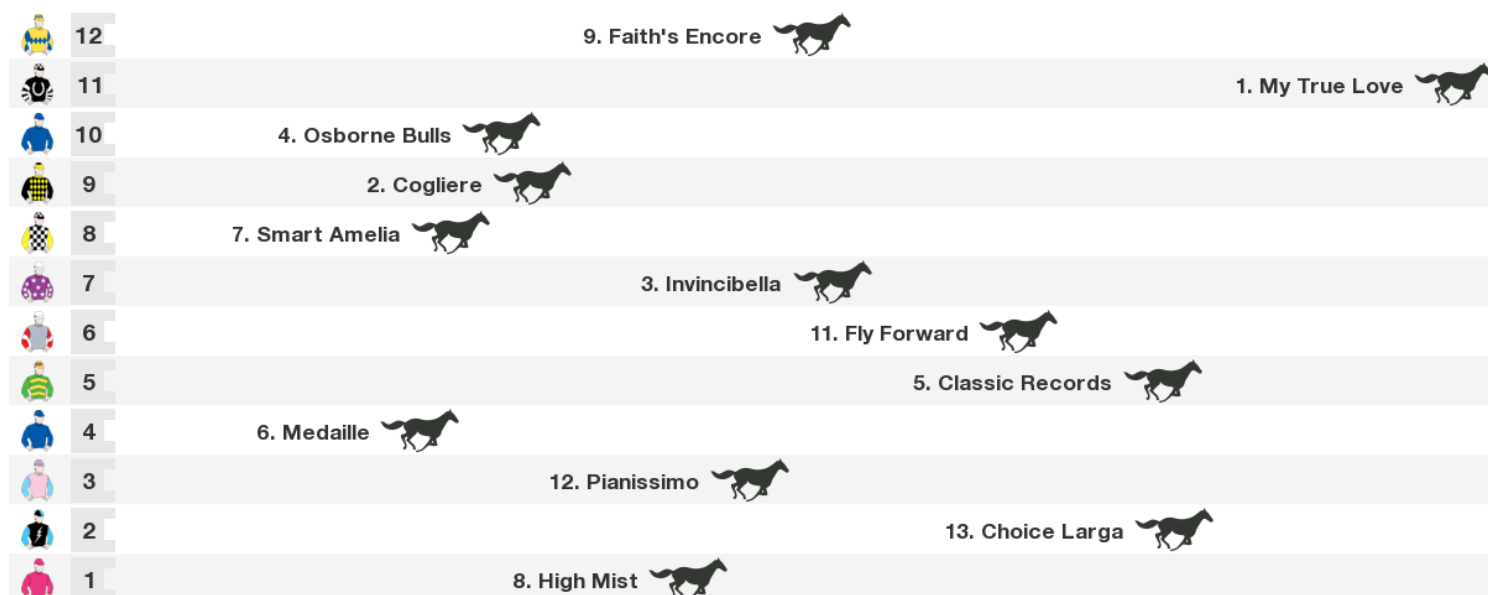 12 9. Faith's Encore
11 1. My True Love
10 4. Osborne Bulls
9 2. Cogliere
8 7. Smart Amelia
7 3. Invincibella
6 11. Fly Forward
5 5. Classic Records
4 6. Medaille
3 12. Pianissimo
2 13. Choice Larga
1 8. High Mist